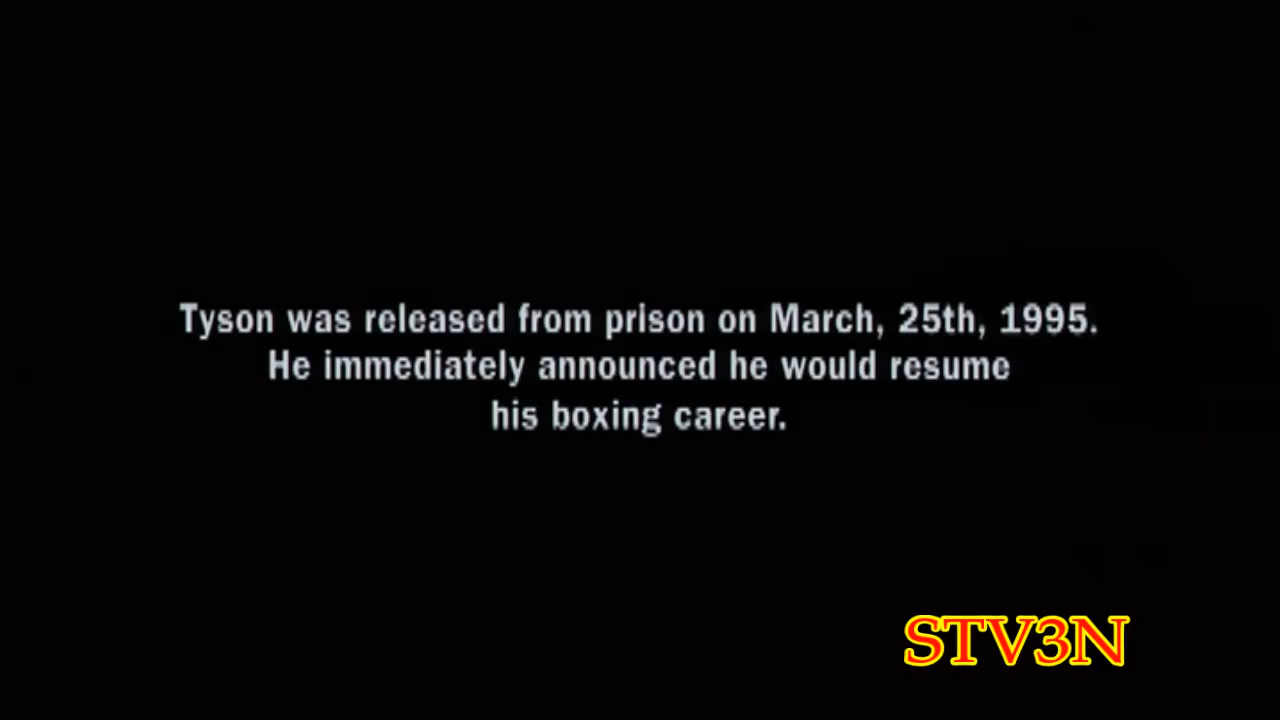 Tyson was released from prison on March, 25th, 1995.
He immediately announced he would resume
his boxing career.
STV3N